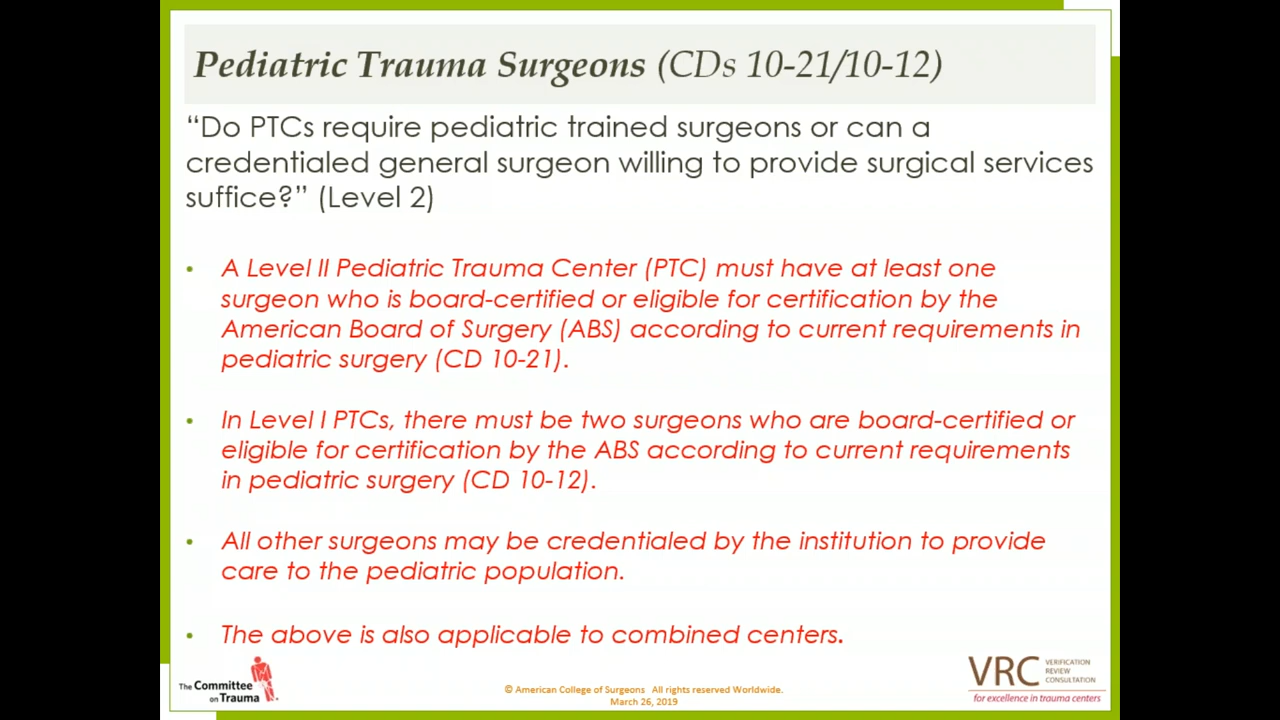 Pediatric Trauma Surgeons (CDs 10-21/10-12)
“Do PTCs require pediatric trained surgeons or can a
credentialed general surgeon willing to provide surgical services
suffice?” (Level 2)
• A Level II Pediatric Trauma Center (PTC) must have at least one
surgeon who is board-certified or eligible for certification by the
American Board of Surgery (ABS) according to current requirements in
pediatric surgery (CD 10-21).
• In Level I PTCs, there must be two surgeons who are board-certified or
eligible for certification by the ABS according to current requirements
in pediatric surgery (CD 10-12).
• All other surgeons may be credentialed by the institution to provide
care to the pediatric population.
• The above is also applicable to combined centers.
The Committee
on Trauma
© American College of Surgeons All rights reserved Worldwide.
March 26, 2019
VRC
VERIFICATION
REVIEW
CONSULTATION
for excellence in trauma centers